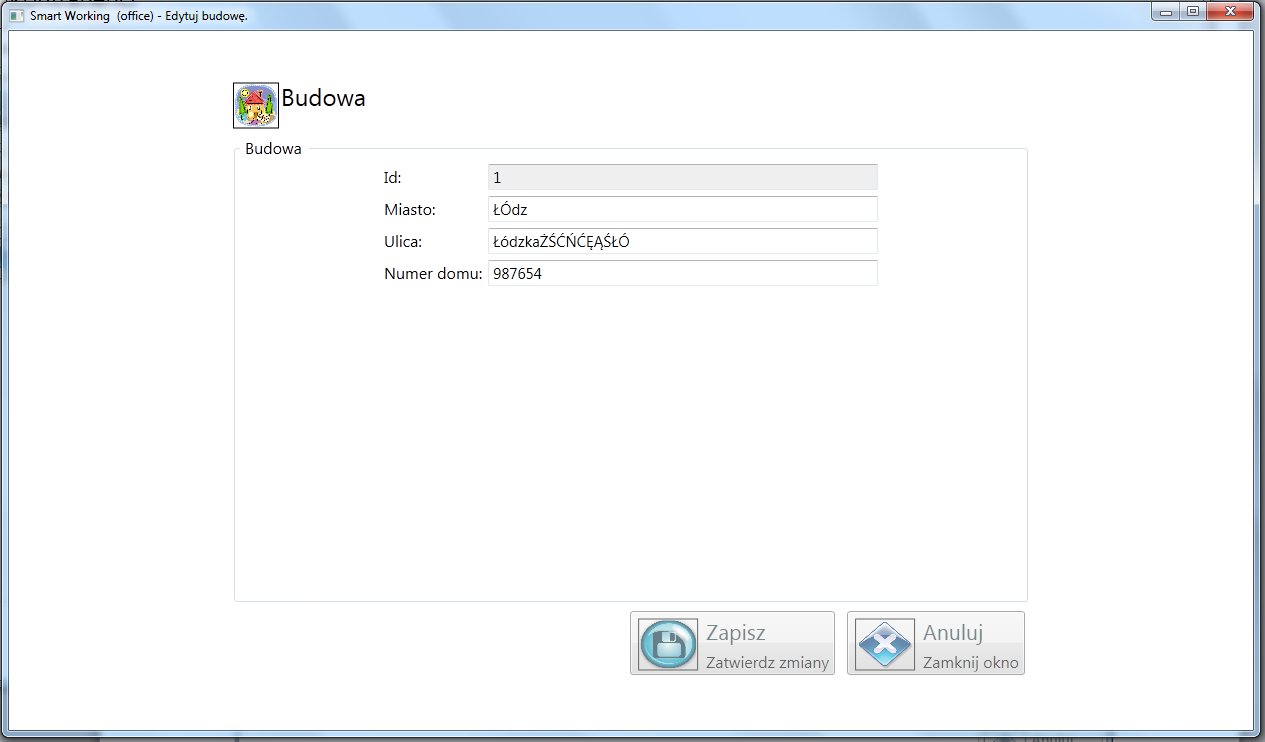 Smart Working (office) - Edytuj budowę.
Budowa
Budowa
Id: 1
Miasto: ŁÓdz
Ulica: ŁódzkaŻŚĆŃĆĘĄŚŁÓ
Numer domu: 987654
Zapisz
Zatwierdz zmiany
Anuluj
Zamknij okno